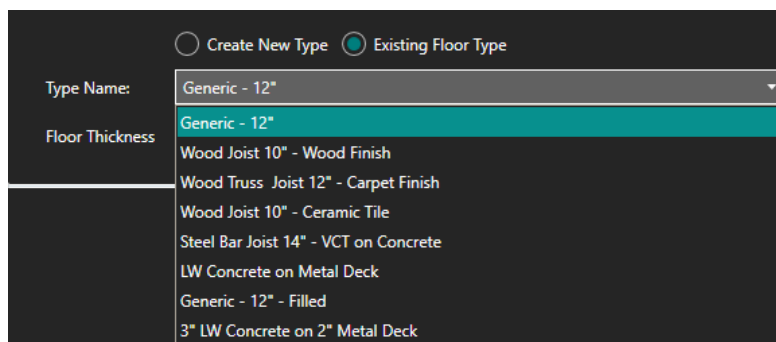 Create New Type Existing Floor Type
Type Name: Generic - 12"
Generic - 12"
Floor Thickness
Wood Joist 10" - Wood Finish
Wood Truss  Joist 12" - Carpet Finish
Wood Joist 10" - Ceramic Tile
Steel Bar Joist 14" - VCT on Concrete
LW Concrete on Metal Deck
Generic - 12" - Filled
3" LW Concrete on 2" Metal Deck